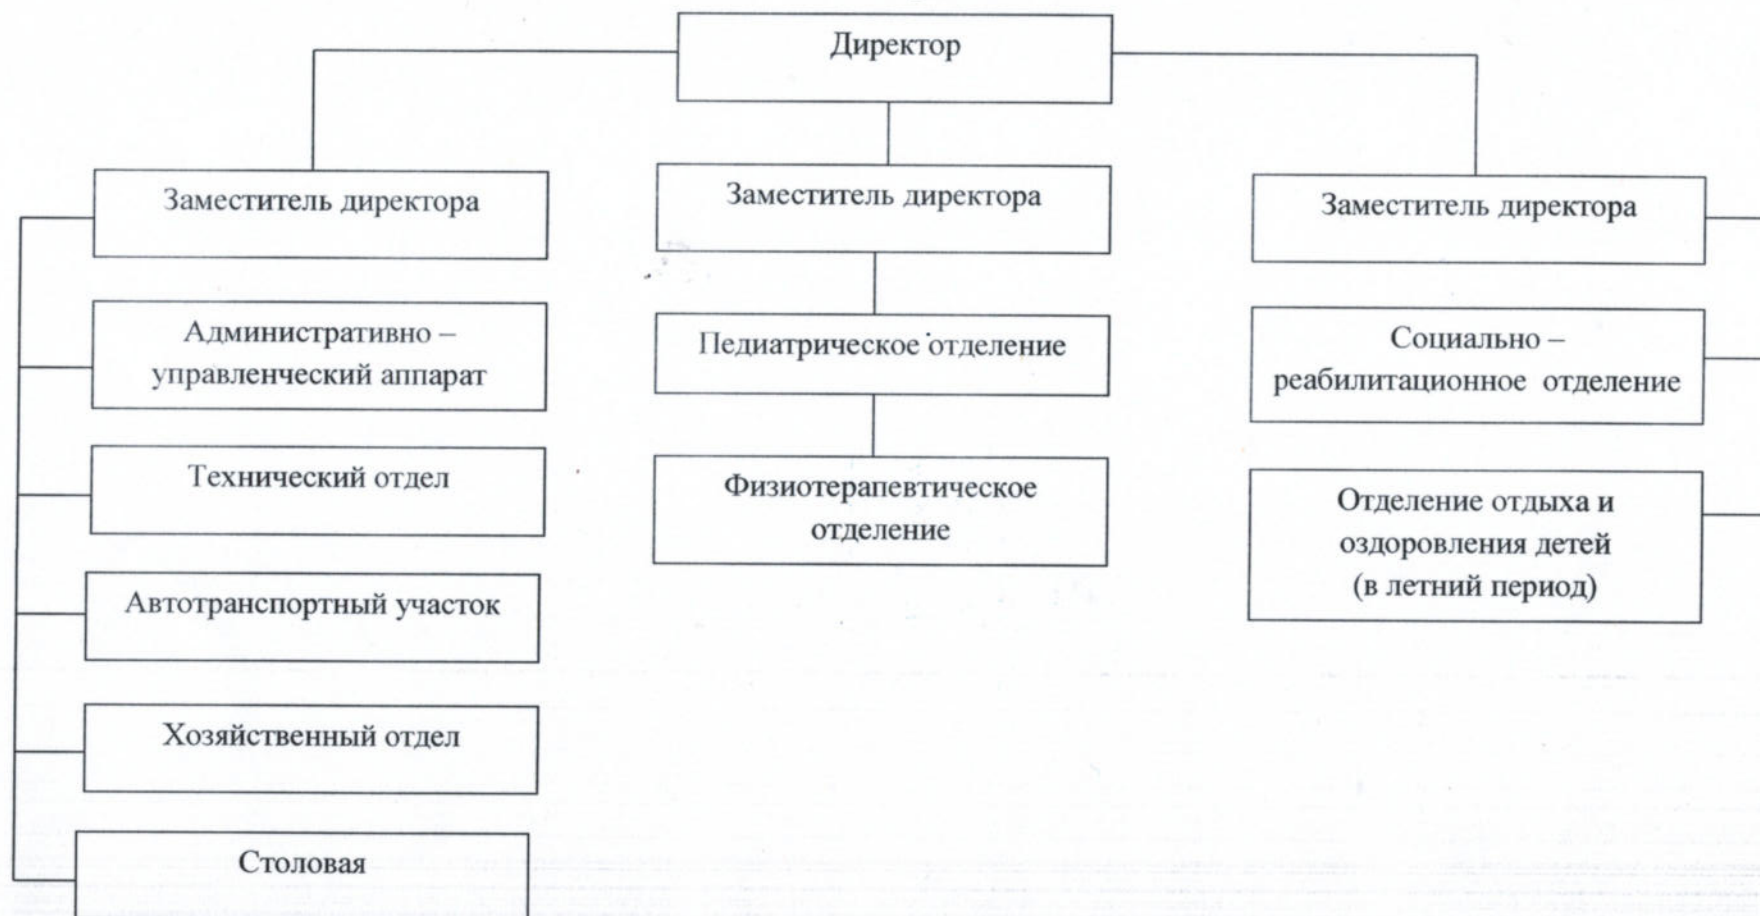 Директор
Заместитель директора
Заместитель директора
Заместитель директора
Административно –
управленческий аппарат
Педиатрическое отделение
Социально –
реабилитационное отделение
Технический отдел
Физиотерапевтическое
отделение
Отделение отдыха и
оздоровления детей
(в летний период)
Автотранспортный участок
Хозяйственный отдел
Столовая